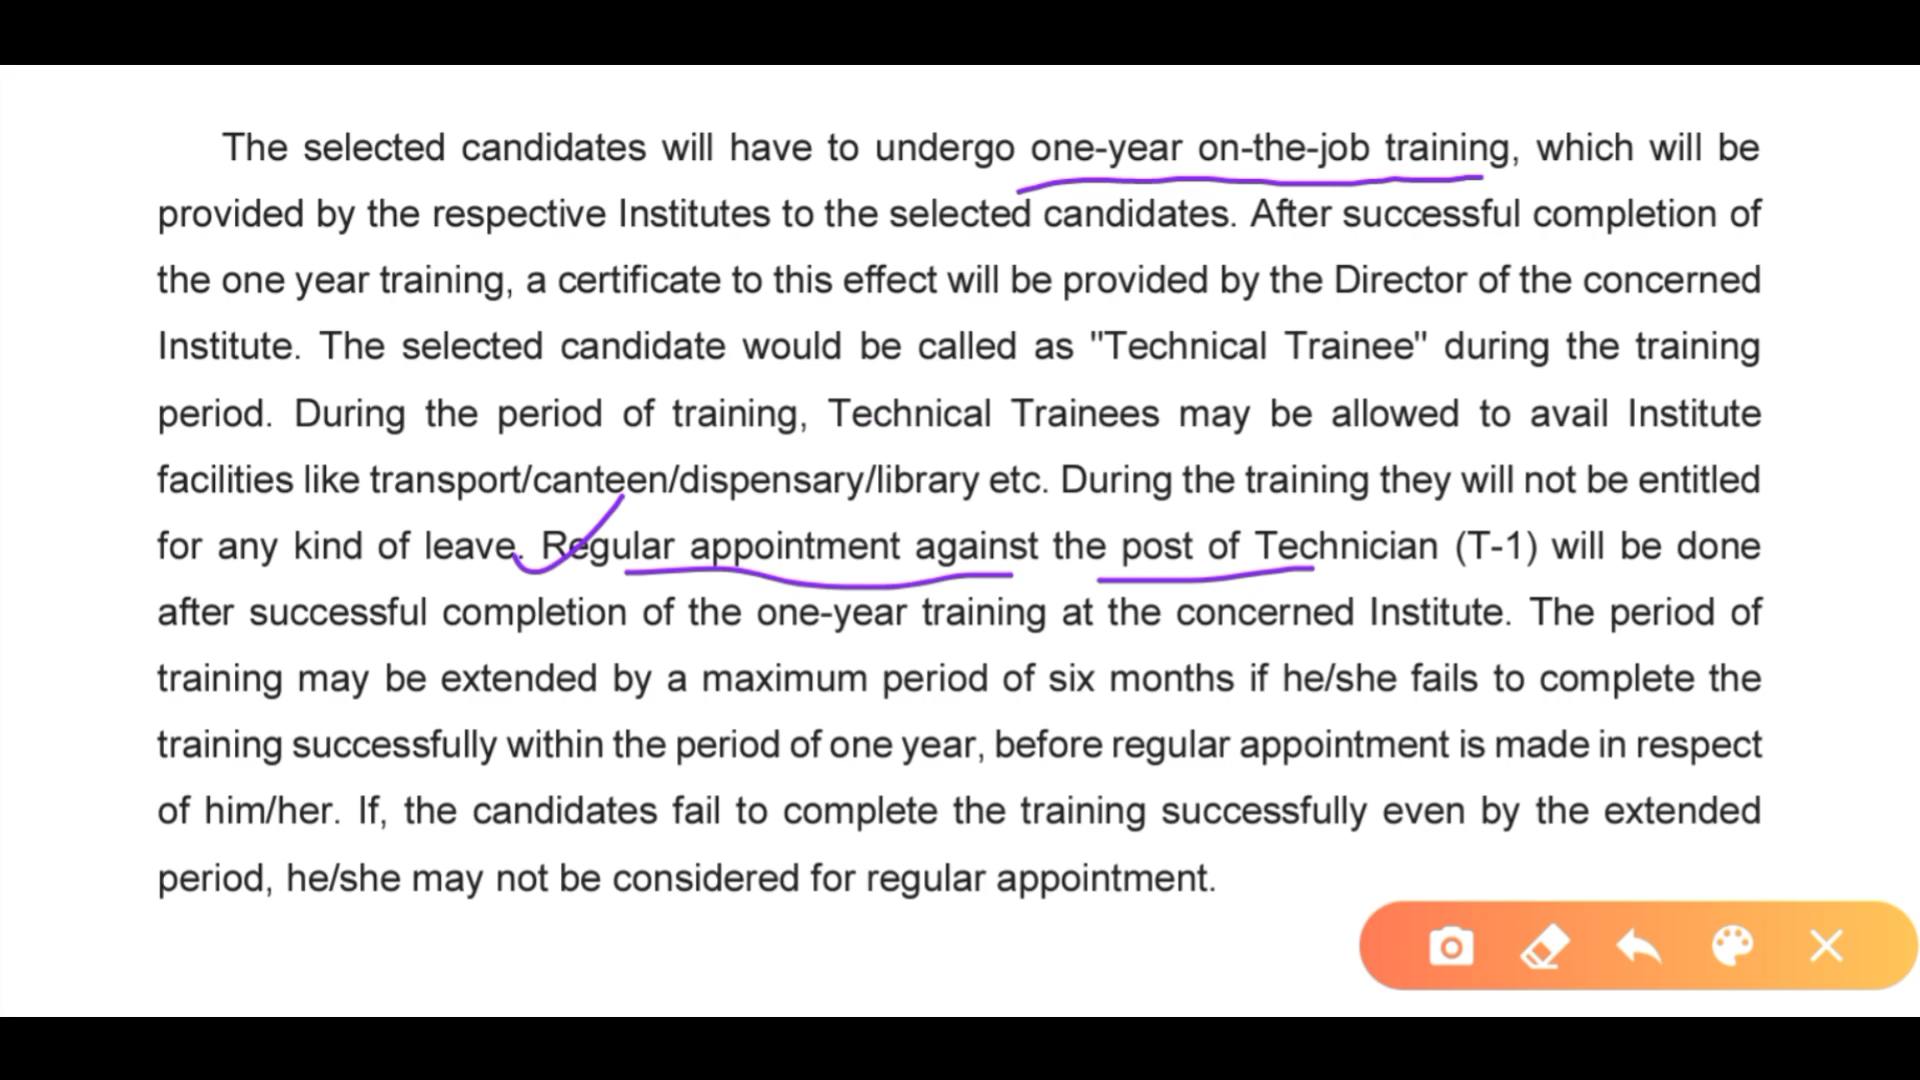 The selected candidates will have to undergo one-year on-the-job training, which will be
provided by the respective Institutes to the selected candidates. After successful completion of
the one year training, a certificate to this effect will be provided by the Director of the concerned
Institute. The selected candidate would be called as "Technical Trainee" during the training
period. During the period of training, Technical Trainees may be allowed to avail Institute
facilities like transport/canteen/dispensary/library etc. During the training they will not be entitled
for any kind of leave. Regular appointment against the post of Technician (T-1) will be done
after successful completion of the one-year training at the concerned Institute. The period of
training may be extended by a maximum period of six months if he/she fails to complete the
training successfully within the period of one year, before regular appointment is made in respect
of him/her. If, the candidates fail to complete the training successfully even by the extended
period, he/she may not be considered for regular appointment.